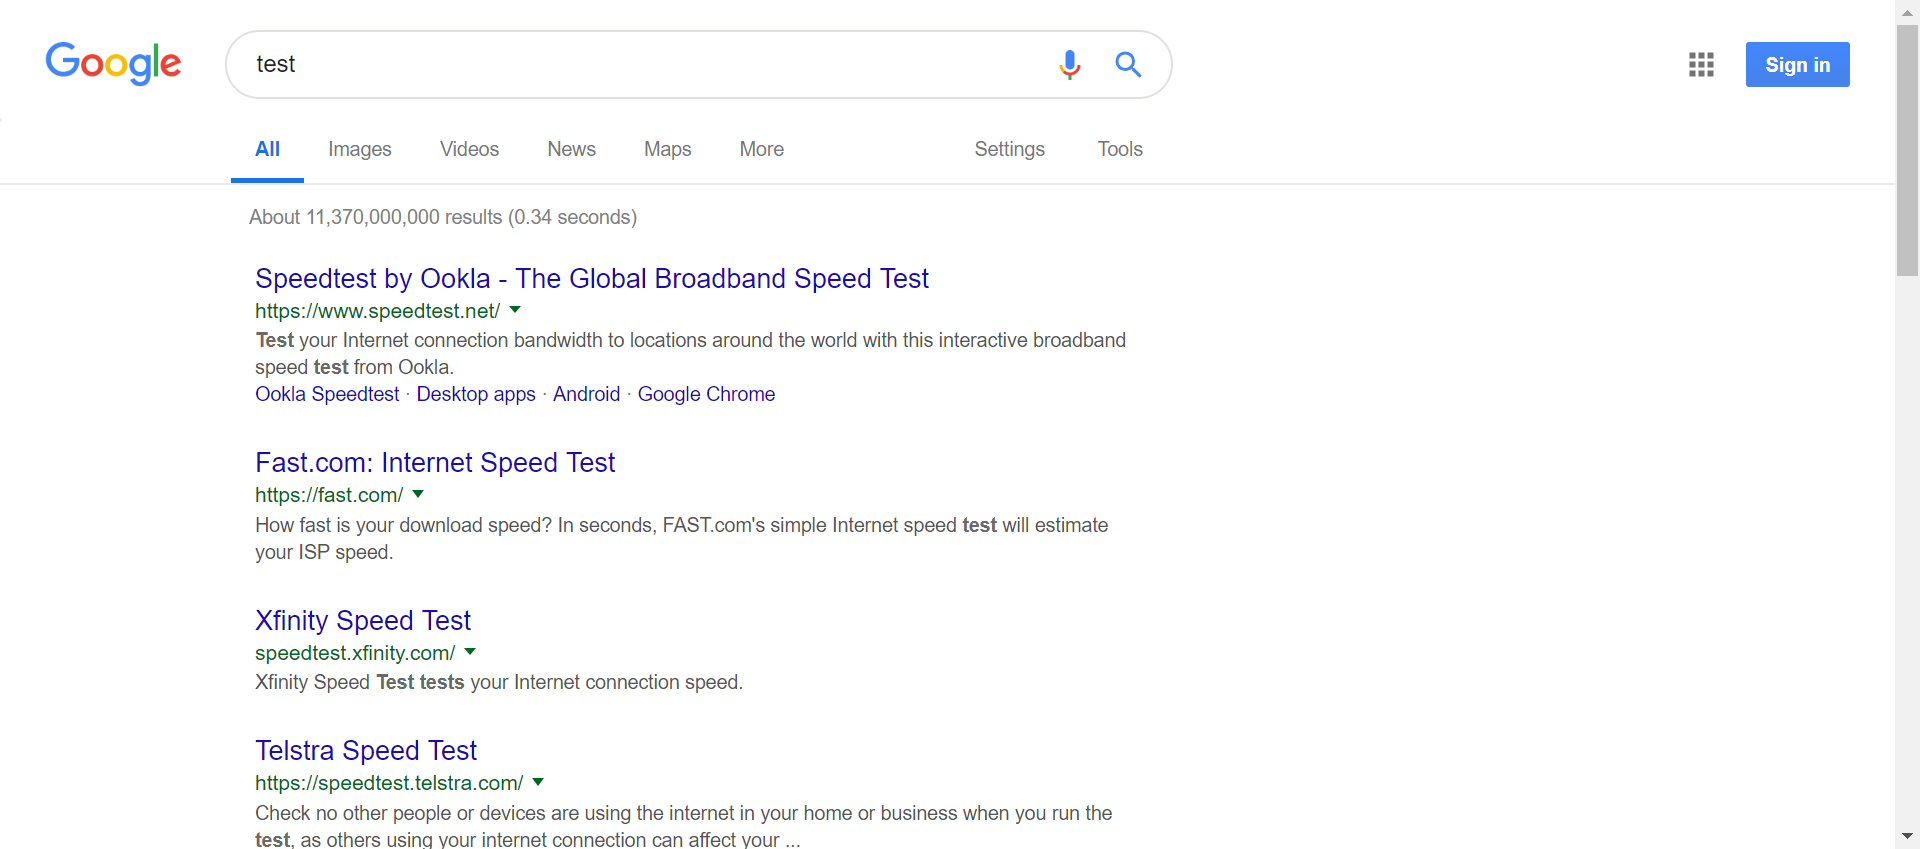 Google
test
Sign in
All Images Videos News Maps More Settings Tools
About 11,370,000,000 results (0.34 seconds)
Speedtest by Ookla - The Global Broadband Speed Test
https://www.speedtest.net/
Test your Internet connection bandwidth to locations around the world with this interactive broadband
speed test from Ookla.
Ookla Speedtest · Desktop apps · Android · Google Chrome
Fast.com: Internet Speed Test
https://fast.com/
How fast is your download speed? In seconds, FAST.com's simple Internet speed test will estimate
your ISP speed.
Xfinity Speed Test
speedtest.xfinity.com/
Xfinity Speed Test tests your Internet connection speed.
Telstra Speed Test
https://speedtest.telstra.com/
Check no other people or devices are using the internet in your home or business when you run the
test, as others using your internet connection can affect your ...